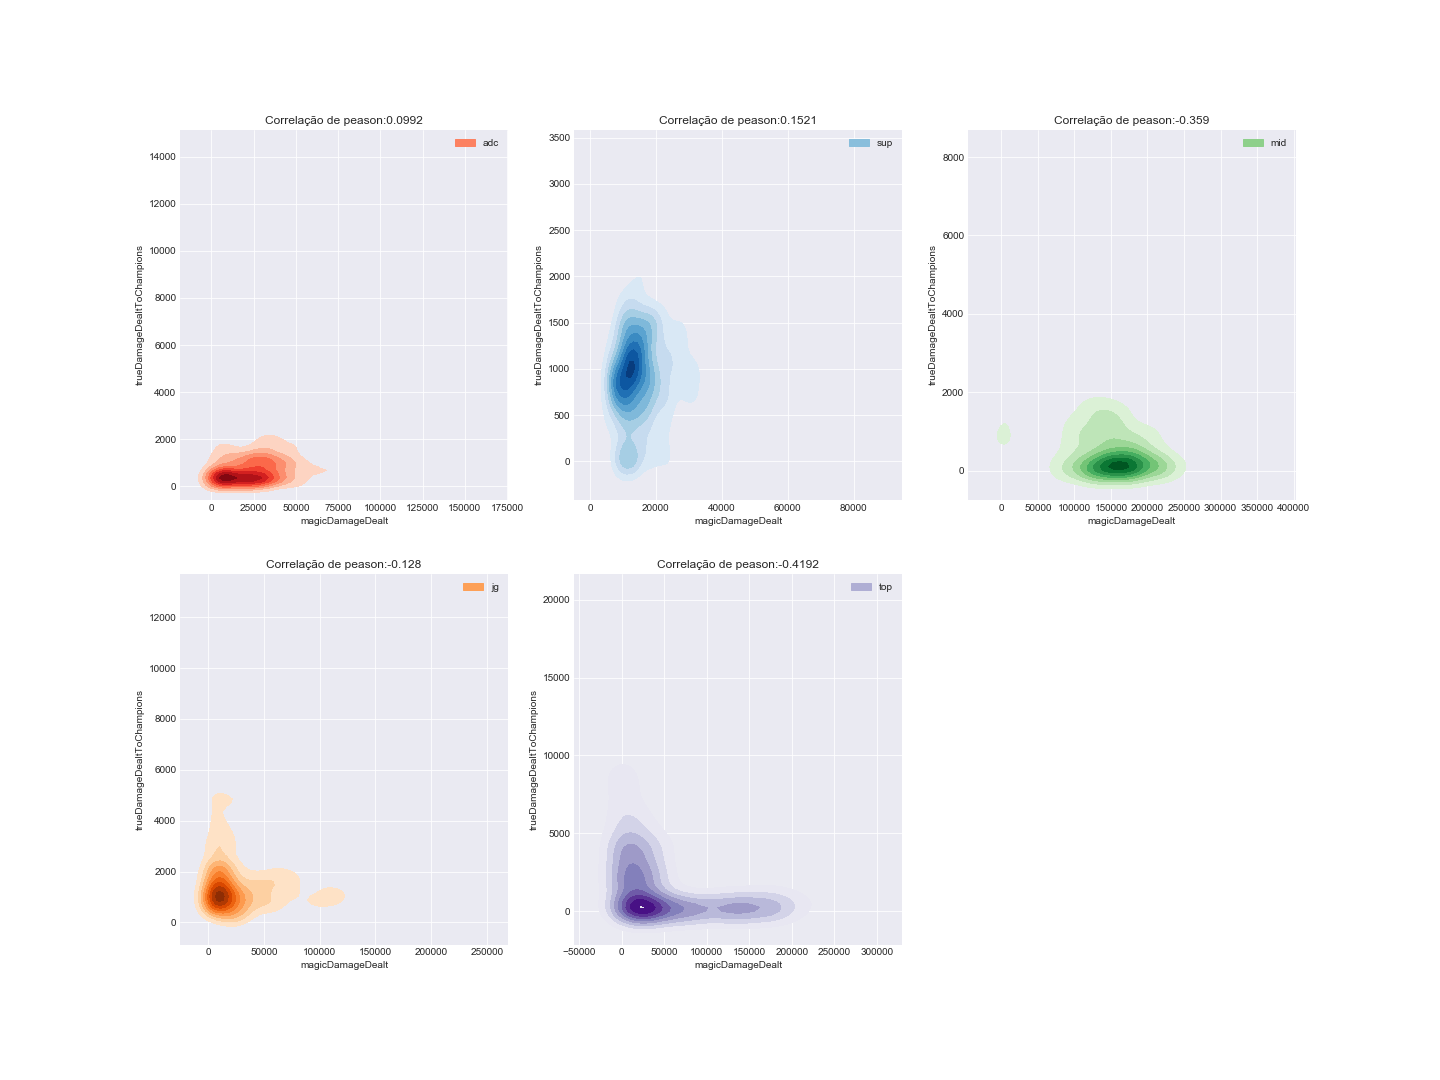 Correlação de peason:0.0992
adc
14000
12000
10000
8000
6000
4000
2000
0
trueDamageDealtToChampions
0 25000 50000 75000 100000 125000 150000 175000
magicDamageDealt
Correlação de peason:0.1521
sup
3500
3000
2500
2000
1500
1000
500
0
trueDamageDealtToChampions
0 20000 40000 60000 80000
magicDamageDealt
Correlação de peason:-0.359
mid
8000
6000
4000
2000
0
trueDamageDealtToChampions
0 50000 100000 150000 200000 250000 300000 350000 400000
magicDamageDealt
Correlação de peason:-0.128
jg
12000
10000
8000
6000
4000
2000
0
trueDamageDealtToChampions
0 50000 100000 150000 200000 250000
magicDamageDealt
Correlação de peason:-0.4192
top
20000
15000
10000
5000
0
trueDamageDealtToChampions
−50000 0 50000 100000 150000 200000 250000 300000
magicDamageDealt